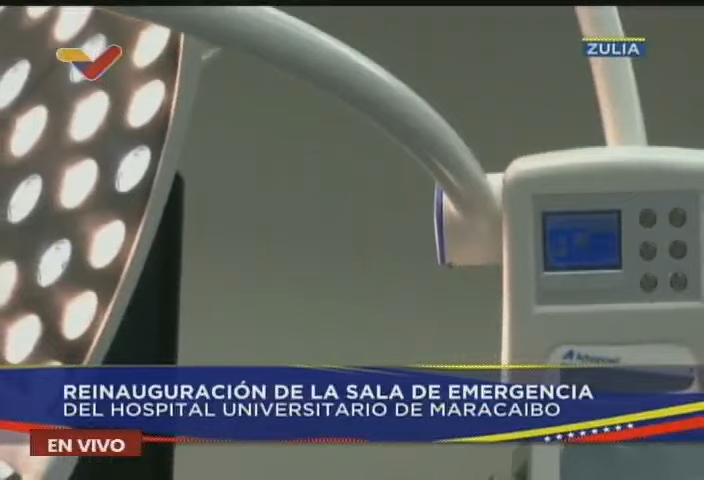 ZULIA
REINAUGURACIÓN DE LA SALA DE EMERGENCIA
DEL HOSPITAL UNIVERSITARIO DE MARACAIBO
EN VIVO